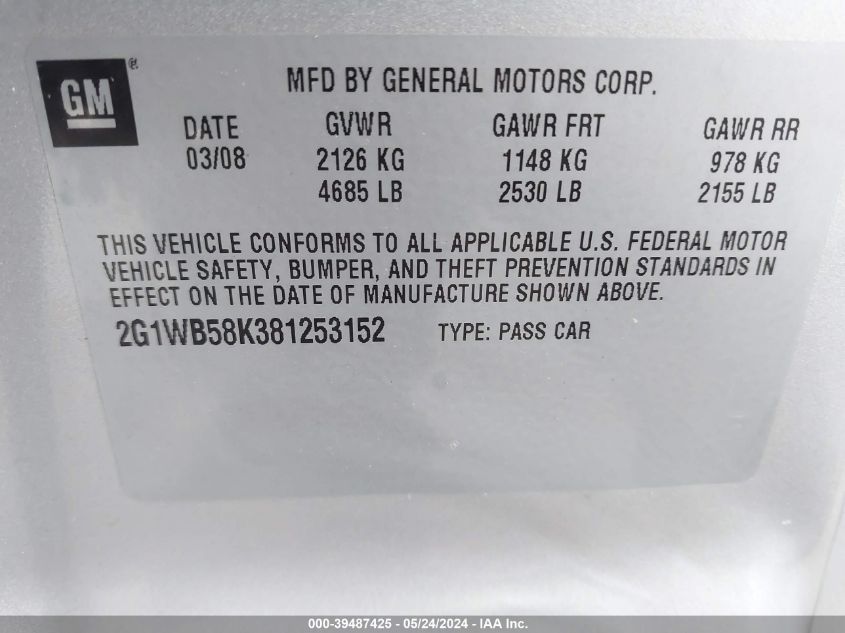 GM ®
MFD BY GENERAL MOTORS CORP.
DATE GVWR GAWR FRT GAWR RR
03/08 2126 KG 1148 KG 978 KG
4685 LB 2530 LB 2155 LB
THIS VEHICLE CONFORMS TO ALL APPLICABLE U.S. FEDERAL MOTOR
VEHICLE SAFETY, BUMPER, AND THEFT PREVENTION STANDARDS IN
EFFECT ON THE DATE OF MANUFACTURE SHOWN ABOVE.
2G1WB58K381253152 TYPE: PASS CAR
000-39487425 - 05/24/2024 - IAA Inc.